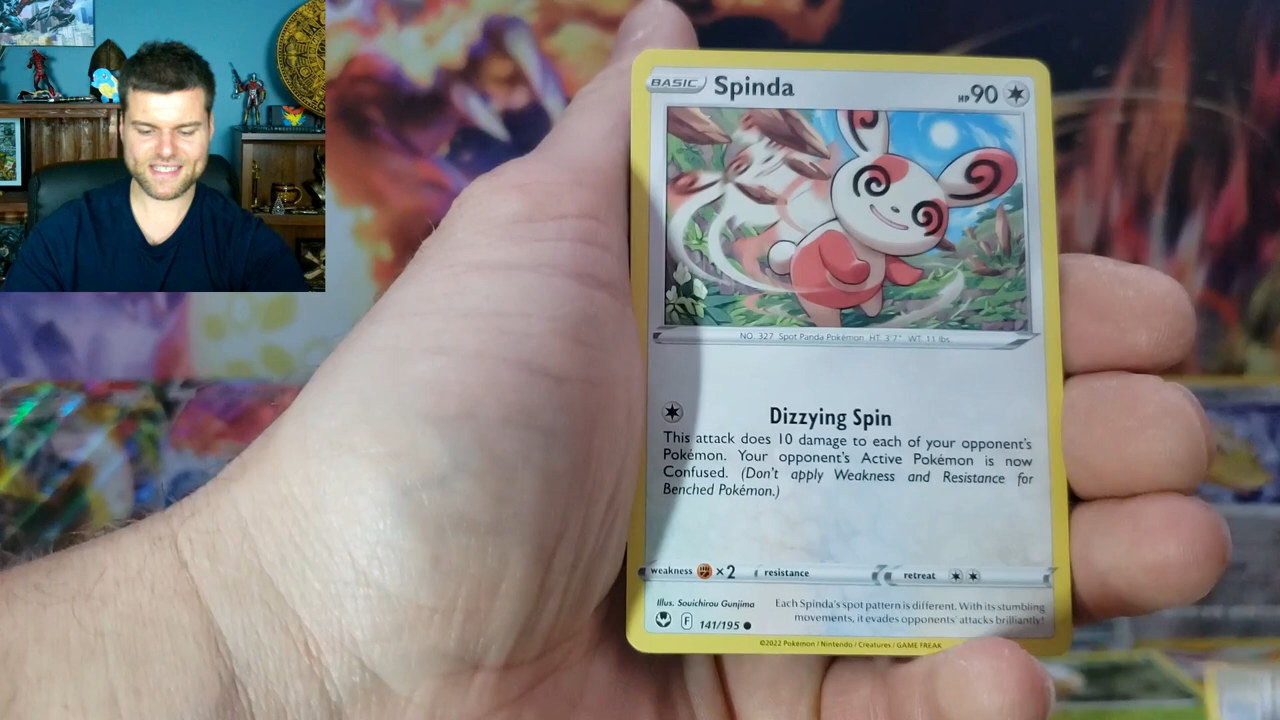 BASIC Spinda HP 90
NO. 327 Spot Panda Pokémon HT. 3'7" WT. 11 lbs.
Dizzying Spin
This attack does 10 damage to each of your opponent's
Pokémon. Your opponent's Active Pokémon is now
Confused. (Don't apply Weakness and Resistance for
Benched Pokémon.)
weakness ×2 resistance retreat
Illus. Souichirou Gunjima
Each Spinda's spot pattern is different. With its stumbling
movements, it evades opponents' attacks brilliantly!
F 141/195
©2022 Pokémon / Nintendo / Creatures / GAME FREAK